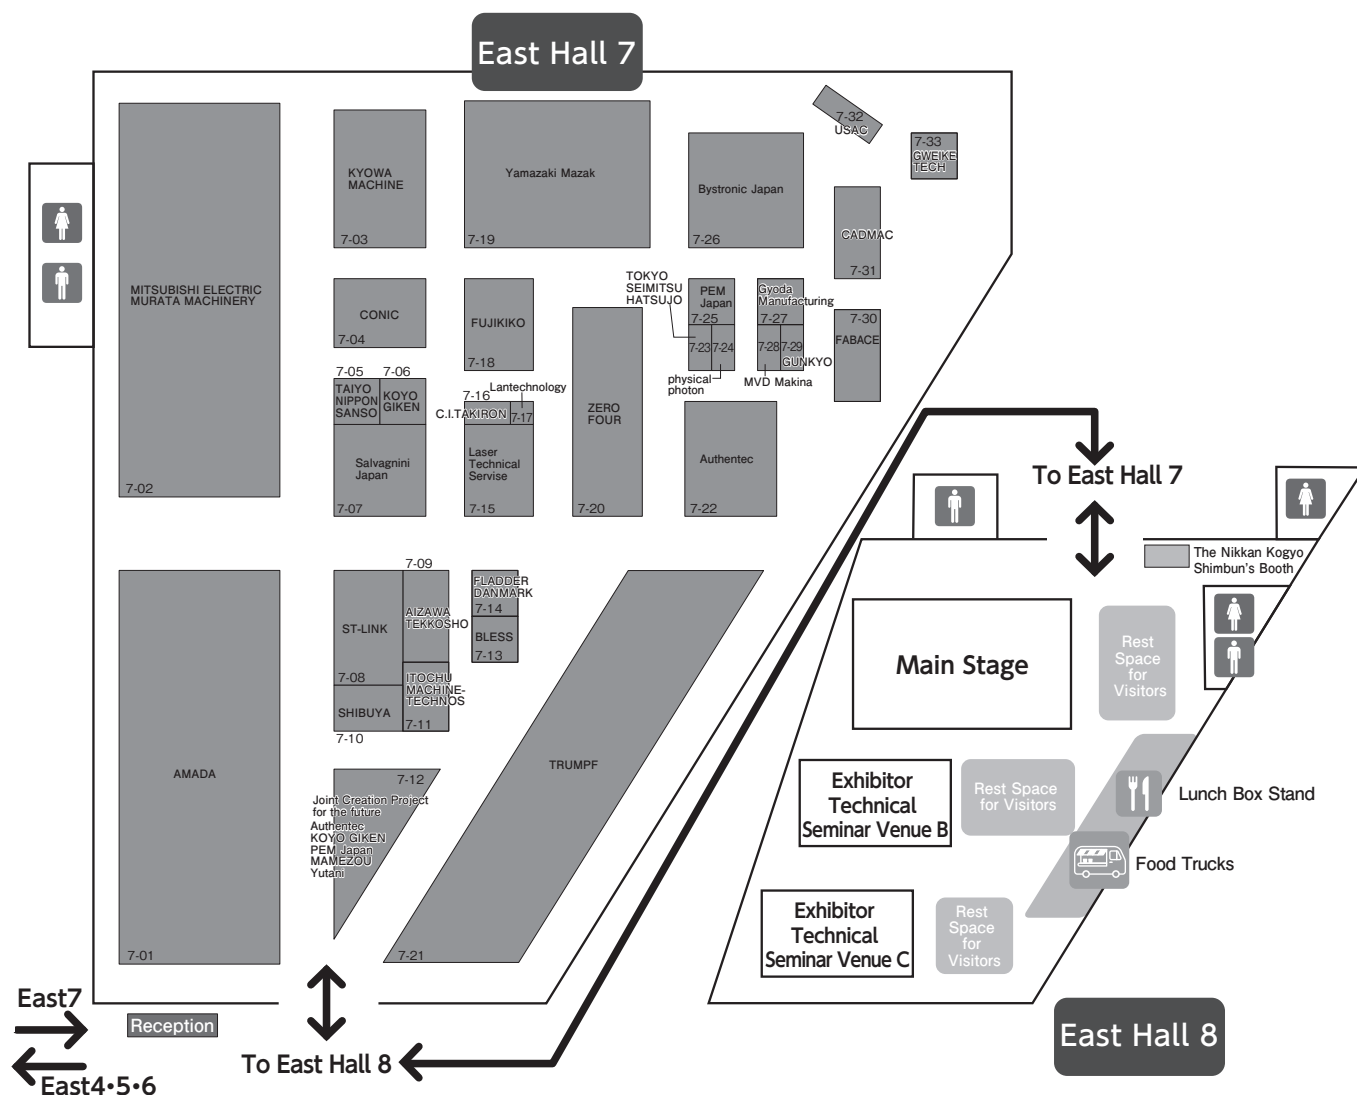 East Hall 7
7-32
USAC
7-33
GWEIKE
TECH
KYOWA
MACHINE
7-03
Yamazaki Mazak
7-19
Bystronic Japan
7-26
CADMAC
7-31
MITSUBISHI ELECTRIC
MURATA MACHINERY
7-02
CONIC
7-04
FUJIKIKO
7-18
TOKYO
SEIMITSU
HATSUJO
PEM
Japan
7-25
7-23
7-24
physical
photon
Gyoda
Manufacturing
7-27
7-28
7-29
GUNKYO
MVD Makina
7-30
FABACE
7-05
7-06
TAIYO
NIPPON
SANSO
KOYO
GIKEN
Salvagnini
Japan
7-07
7-16
Lantechnology
C.I.TAKIRON
7-17
Laser
Technical
Servise
7-15
ZERO
FOUR
7-20
Authentec
7-22
AMADA
7-01
7-09
ST-LINK
7-08
AIZAWA
TEKKOSHO
SHIBUYA
7-10
ITOCHU
MACHINE-
TECHNOS
7-11
FLADDER
DANMARK
7-14
BLESS
7-13
TRUMPF
7-21
7-12
Joint Creation Project
for the future
Authentec
KOYO GIKEN
PEM Japan
MAMEZOU
Yutani
East7
Reception
East4•5•6
To East Hall 8
To East Hall 7
The Nikkan Kogyo
Shimbun's Booth
Main Stage
Rest
Space
for
Visitors
Exhibitor
Technical
Seminar Venue B
Rest Space
for Visitors
Lunch Box Stand
Food Trucks
Exhibitor
Technical
Seminar Venue C
Rest
Space
for
Visitors
East Hall 8